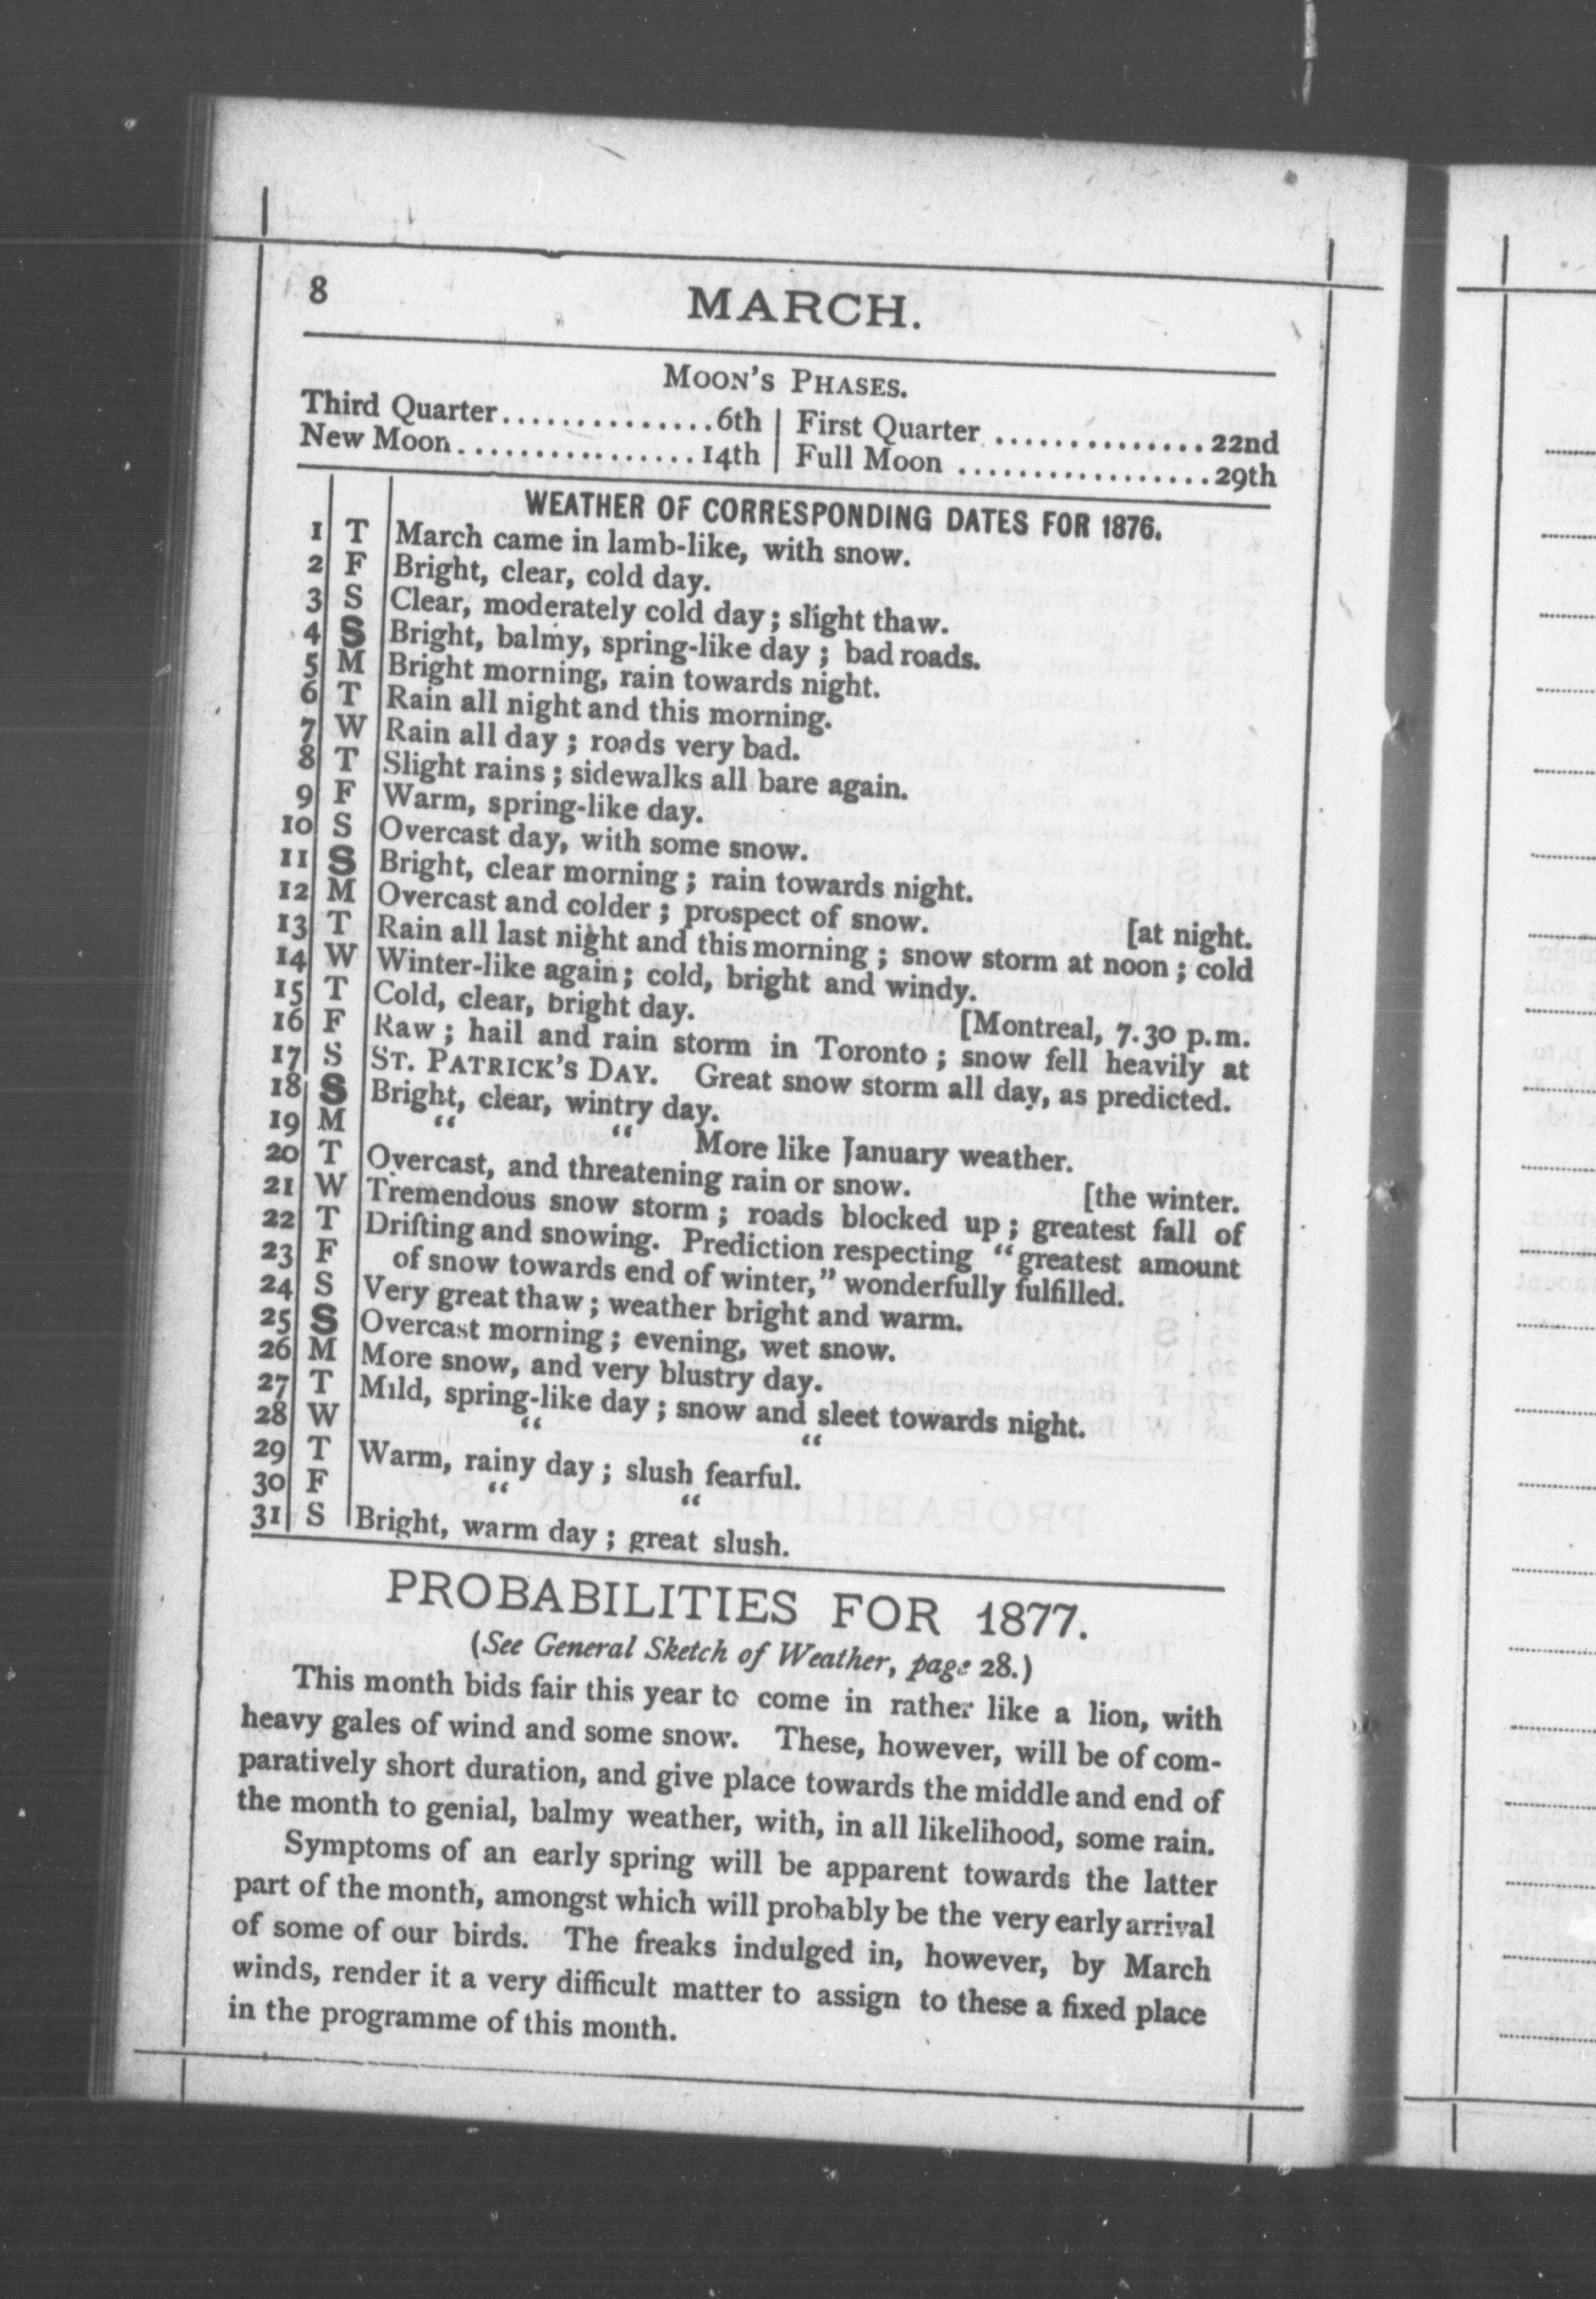 8 MARCH.
MOON'S PHASES.
Third Quarter...............6th | First Quarter ..............22nd
New Moon................14th | Full Moon .................29th
WEATHER OF CORRESPONDING DATES FOR 1876.
1 T March came in lamb-like, with snow.
2 F Bright, clear, cold day.
3 S Clear, moderately cold day; slight thaw.
4 S Bright, balmy, spring-like day; bad roads.
5 M Bright morning, rain towards night.
6 T Rain all night and this morning.
7 W Rain all day; roads very bad.
8 T Slight rains; sidewalks all bare again.
9 F Warm, spring-like day.
10 S Overcast day, with some snow.
11 S Bright, clear morning; rain towards night.
12 M Overcast and colder; prospect of snow. [at night.
13 T Rain all last night and this morning; snow storm at noon; cold
14 W Winter-like again; cold, bright and windy.
15 T Cold, clear, bright day. [Montreal, 7.30 p.m.
16 F Raw; hail and rain storm in Toronto; snow fell heavily at
17 S ST. PATRICK'S DAY. Great snow storm all day, as predicted.
18 S Bright, clear, wintry day.
19 M " " More like January weather.
20 T Overcast, and threatening rain or snow. [the winter.
21 W Tremendous snow storm; roads blocked up; greatest fall of
22 T Drifting and snowing. Prediction respecting "greatest amount
23 F of snow towards end of winter," wonderfully fulfilled.
24 S Very great thaw; weather bright and warm.
25 S Overcast morning; evening, wet snow.
26 M More snow, and very blustry day.
27 T Mild, spring-like day; snow and sleet towards night.
28 W " "
29 T Warm, rainy day; slush fearful.
30 F " "
31 S Bright, warm day; great slush.
PROBABILITIES FOR 1877.
(See General Sketch of Weather, page 28.)
This month bids fair this year to come in rather like a lion, with
heavy gales of wind and some snow. These, however, will be of com-
paratively short duration, and give place towards the middle and end of
the month to genial, balmy weather, with, in all likelihood, some rain.
Symptoms of an early spring will be apparent towards the latter
part of the month, amongst which will probably be the very early arrival
of some of our birds. The freaks indulged in, however, by March
winds, render it a very difficult matter to assign to these a fixed place
in the programme of this month.